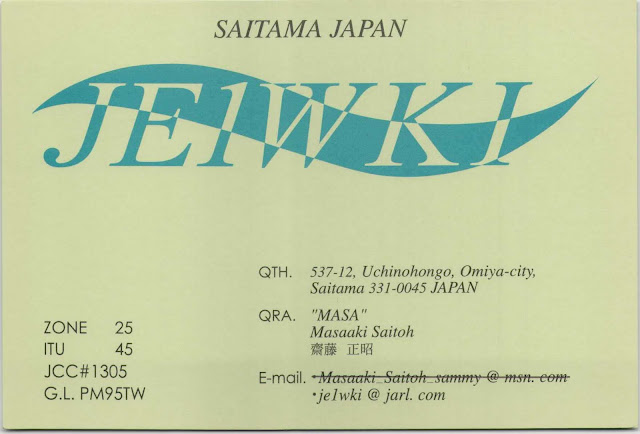 SAITAMA JAPAN
JE1WKI
QTH. 537-12, Uchinohongo, Omiya-city,
Saitama 331-0045 JAPAN
QRA. "MASA"
Masaaki Saitoh
齋藤 正昭
E-mail. •Masaaki_Saitoh_sammy @ msn. com
•je1wki @ jarl. com
ZONE 25
ITU 45
JCC#1305
G.L. PM95TW